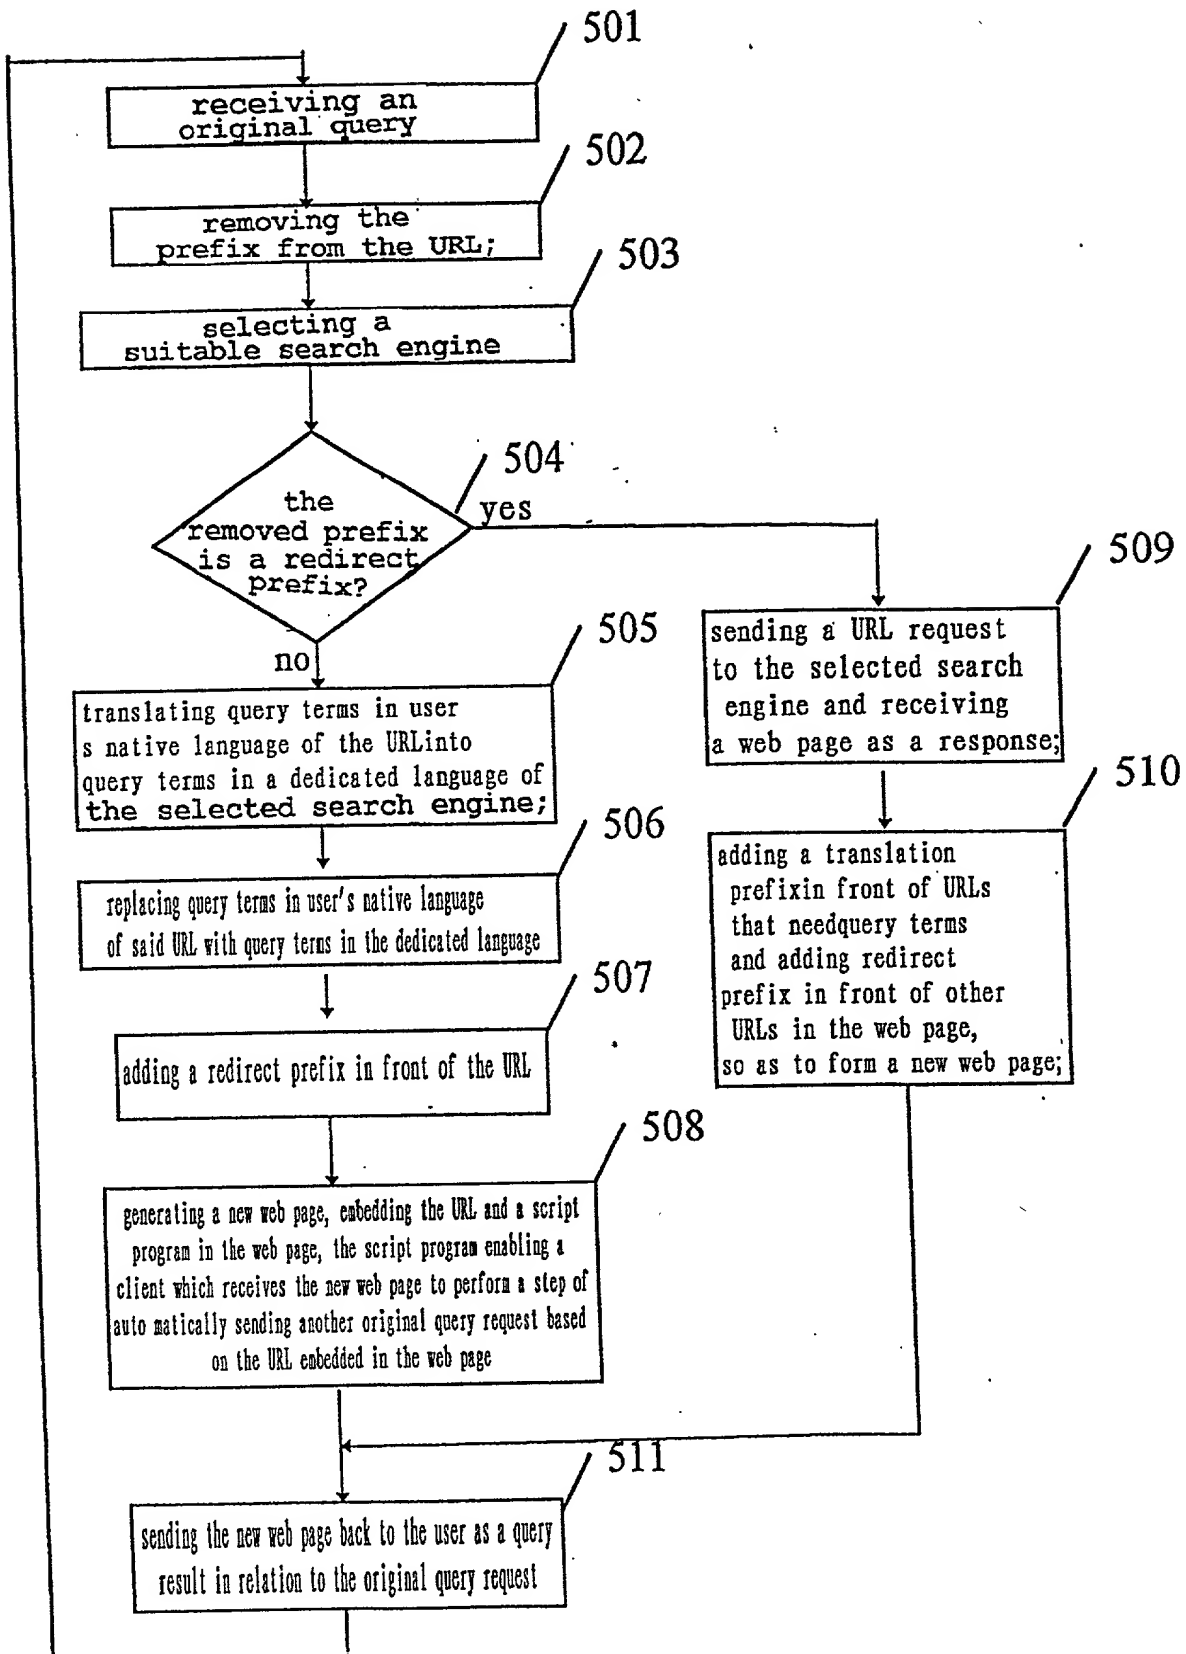 501
receiving an
original query
502
removing the
prefix from the URL;
503
selecting a
suitable search engine
504
the
removed prefix
is a redirect
prefix?
yes
no
505
translating query terms in user
s native language of the URLinto
query terms in a dedicated language of
the selected search engine;
506
replacing query terms in user's native language
of said URL with query terms in the dedicated language
507
adding a redirect prefix in front of the URL
508
generating a new web page, embedding the URL and a script
program in the web page, the script program enabling a
client which receives the new web page to perform a step of
auto matically sending another original query request based
on the URL embedded in the web page
509
sending a URL request
to the selected search
engine and receiving
a web page as a response;
510
adding a translation
prefixin front of URLs
that needquery terms
and adding redirect
prefix in front of other
URLs in the web page,
so as to form a new web page;
511
sending the new web page back to the user as a query
result in relation to the original query request